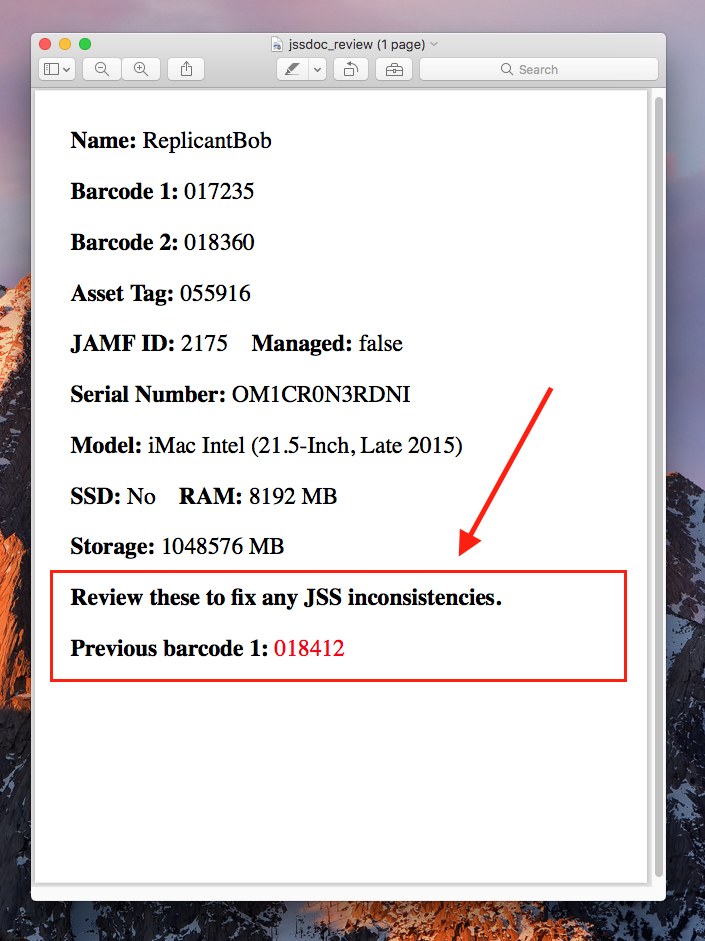 jssdoc_review (1 page)
Search
Name: ReplicantBob
Barcode 1: 017235
Barcode 2: 018360
Asset Tag: 055916
JAMF ID: 2175 Managed: false
Serial Number: OM1CR0N3RDNI
Model: iMac Intel (21.5-Inch, Late 2015)
SSD: No RAM: 8192 MB
Storage: 1048576 MB
Review these to fix any JSS inconsistencies.
Previous barcode 1: 018412